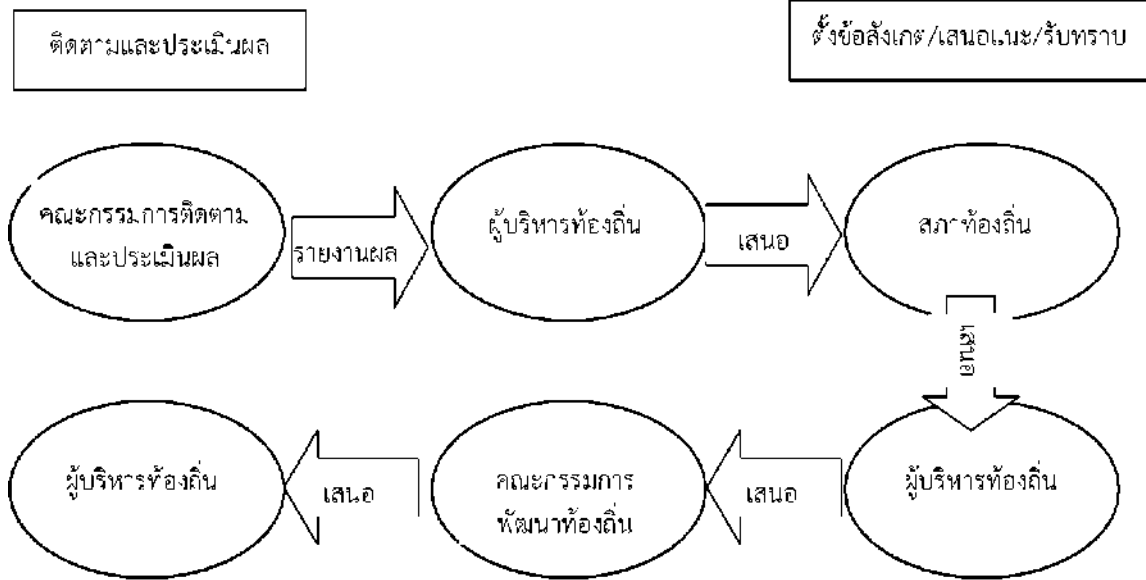 ติดตามและประเมินผล
ตั้งข้อสังเกต/เสนอแนะ/รับทราบ
คณะกรรมการติดตาม
และประเมินผล
รายงานผล
ผู้บริหารท้องถิ่น
เสนอ
สภาท้องถิ่น
เสนอ
ผู้บริหารท้องถิ่น
เสนอ
คณะกรรมการ
พัฒนาท้องถิ่น
เสนอ
ผู้บริหารท้องถิ่น